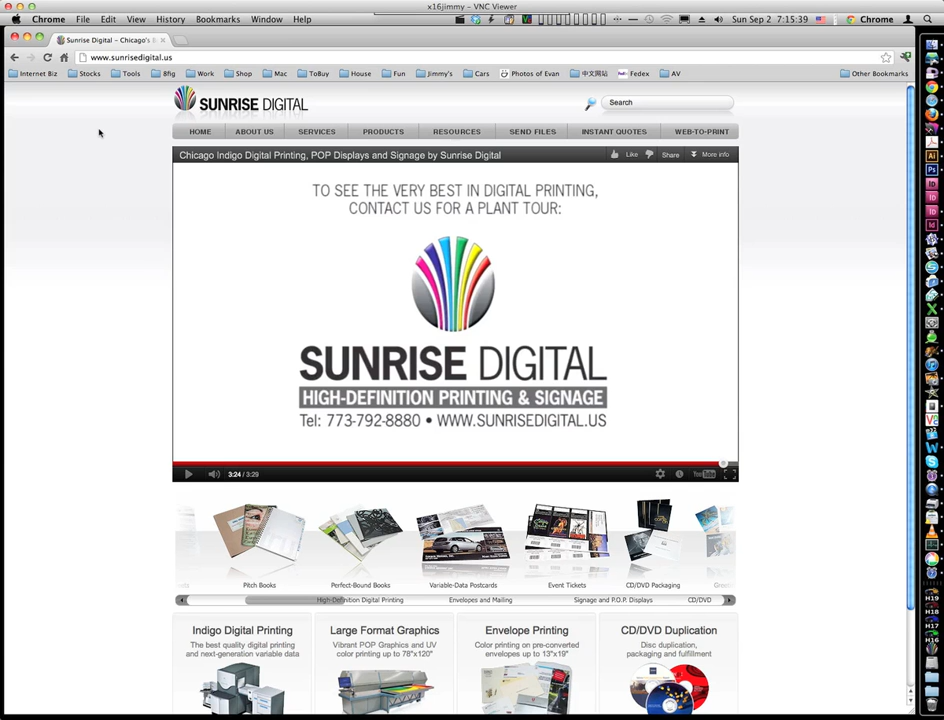 x16jimmy - VNC Viewer
Chrome File Edit View History Bookmarks Window Help
Sun Sep 2 7:15:39
Chrome
Sunrise Digital – Chicago's
www.sunrisedigital.us
Internet Biz Stocks Tools 8fig Work Shop Mac ToBuy House Fun Jimmy's Cars Photos of Evan 中文网站 Fedex AV Other Bookmarks
SUNRISE DIGITAL
Search
HOME ABOUT US SERVICES PRODUCTS RESOURCES SEND FILES INSTANT QUOTES WEB-TO-PRINT
Chicago Indigo Digital Printing, POP Displays and Signage by Sunrise Digital
Like Share More info
TO SEE THE VERY BEST IN DIGITAL PRINTING,
CONTACT US FOR A PLANT TOUR:
SUNRISE DIGITAL
HIGH-DEFINITION PRINTING & SIGNAGE
Tel: 773-792-8880 • WWW.SUNRISEDIGITAL.US
3:24 / 3:29
YouTube
Pitch Books Perfect-Bound Books Variable-Data Postcards Event Tickets CD/DVD Packaging
High-Definition Digital Printing Envelopes and Mailing Signage and P.O.P. Displays CD/DVD
Indigo Digital Printing
The best quality digital printing
and next-generation variable data
Large Format Graphics
Vibrant POP Graphics and UV
color printing up to 78"x120"
Envelope Printing
Color printing on pre-converted
envelopes up to 13"x19"
CD/DVD Duplication
Disc duplication,
packaging and fulfillment
H19
H18
H17
H16